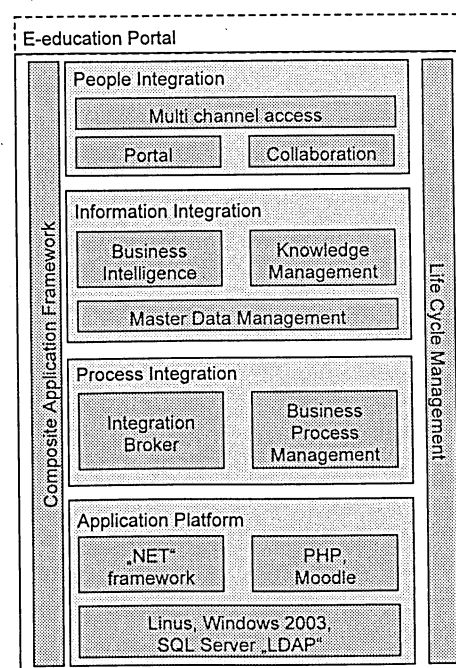 E-education Portal
Composite Application Framework
People Integration
Multi channel access
Portal
Collaboration
Information Integration
Business
Intelligence
Knowledge
Management
Master Data Management
Process Integration
Integration
Broker
Business
Process
Management
Application Platform
„NET“
framework
PHP,
Moodle
Linus, Windows 2003,
SQL Server „LDAP“
Life Cycle Management